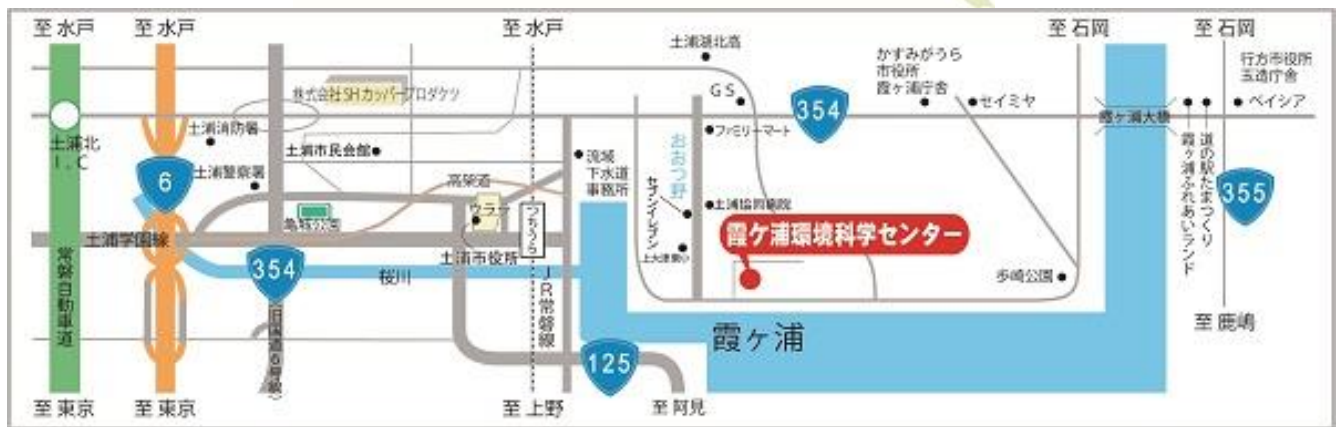 至水戸
至水戸
至水戸
至石岡
至石岡
土浦湖北高
かすみがうら
市役所
霞ヶ浦庁舎
行方市役所
玉造庁舎
株式会社SHカッパープロダクツ
GS
354
セイミヤ
ベイシア
霞ヶ浦大橋
土浦北
I.C
土浦消防署
土浦市民会館
ファミリーマート
おおつ野
流域
下水道
事務所
道の駅たまつくり
霞ヶ浦ふれあいランド
6
土浦警察署
高架道
セブンイレブン
土浦協同病院
355
亀城公園
ウララ
つちうら
霞ケ浦環境科学センター
土浦学園線
土浦市役所
354
桜川
歩崎公園
常磐自動車道
JR常磐線
至鹿嶋
霞ヶ浦
125
至東京
至東京
至上野
至阿見